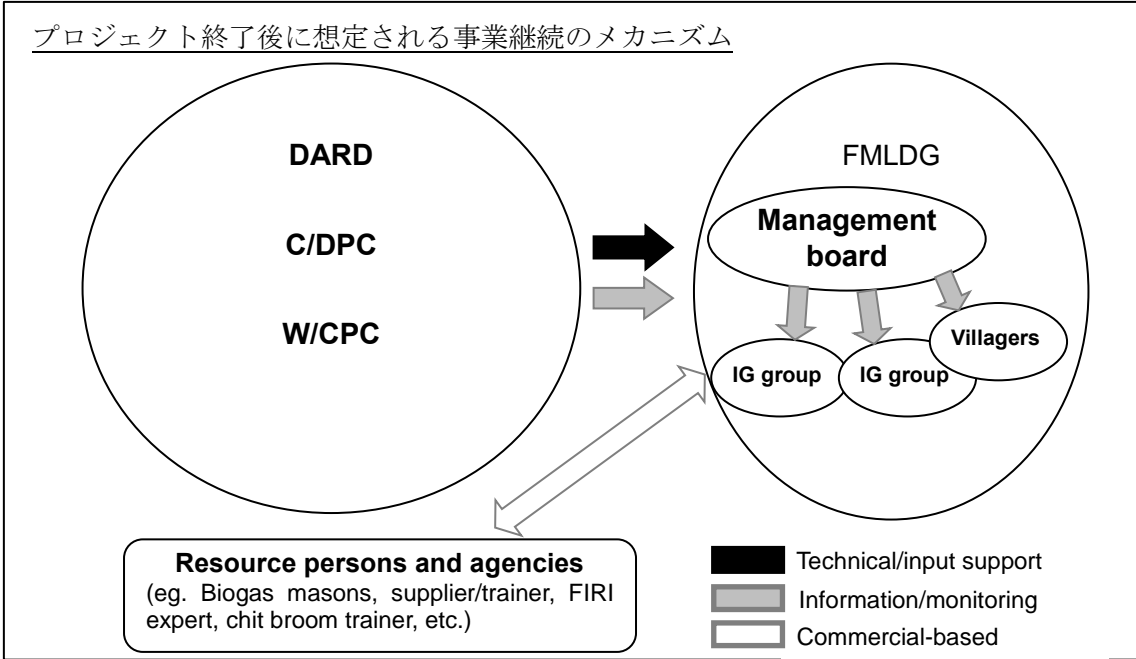 プロジェクト終了後に想定される事業継続のメカニズム
DARD
C/DPC
W/CPC
FMLDG
Management
board
Villagers
IG group
IG group
Resource persons and agencies
(eg. Biogas masons, supplier/trainer, FIRI
expert, chit broom trainer, etc.)
Technical/input support
Information/monitoring
Commercial-based